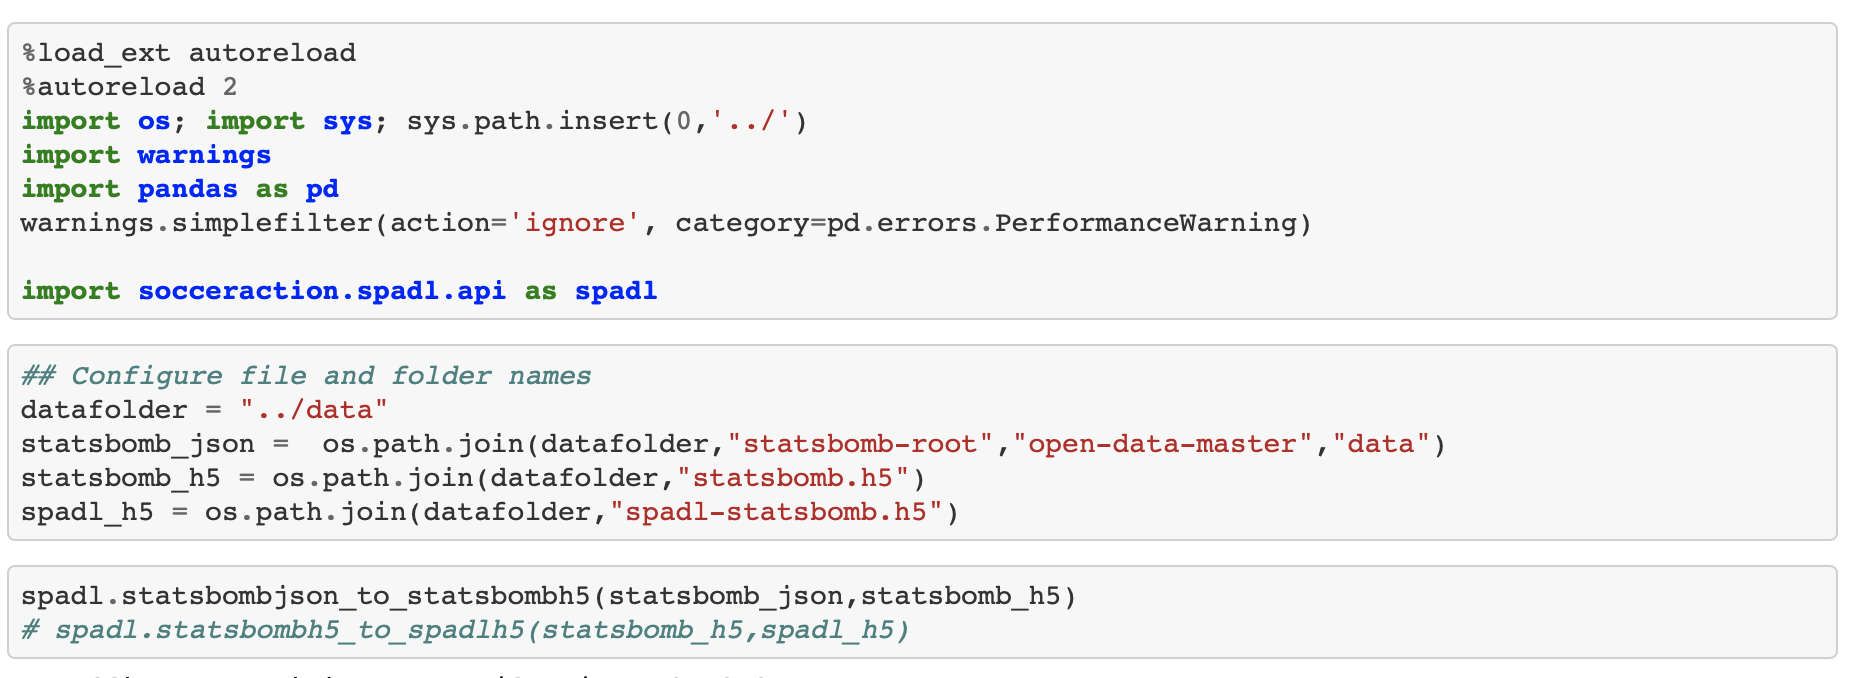 %load_ext autoreload
%autoreload 2
import os; import sys; sys.path.insert(0,'../')
import warnings
import pandas as pd
warnings.simplefilter(action='ignore', category=pd.errors.PerformanceWarning)
import socceraction.spadl.api as spadl
## Configure file and folder names
datafolder = "../data"
statsbomb_json =  os.path.join(datafolder,"statsbomb-root","open-data-master","data")
statsbomb_h5 = os.path.join(datafolder,"statsbomb.h5")
spadl_h5 = os.path.join(datafolder,"spadl-statsbomb.h5")
spadl.statsbombjson_to_statsbombh5(statsbomb_json,statsbomb_h5)
# spadl.statsbombh5_to_spadlh5(statsbomb_h5,spadl_h5)